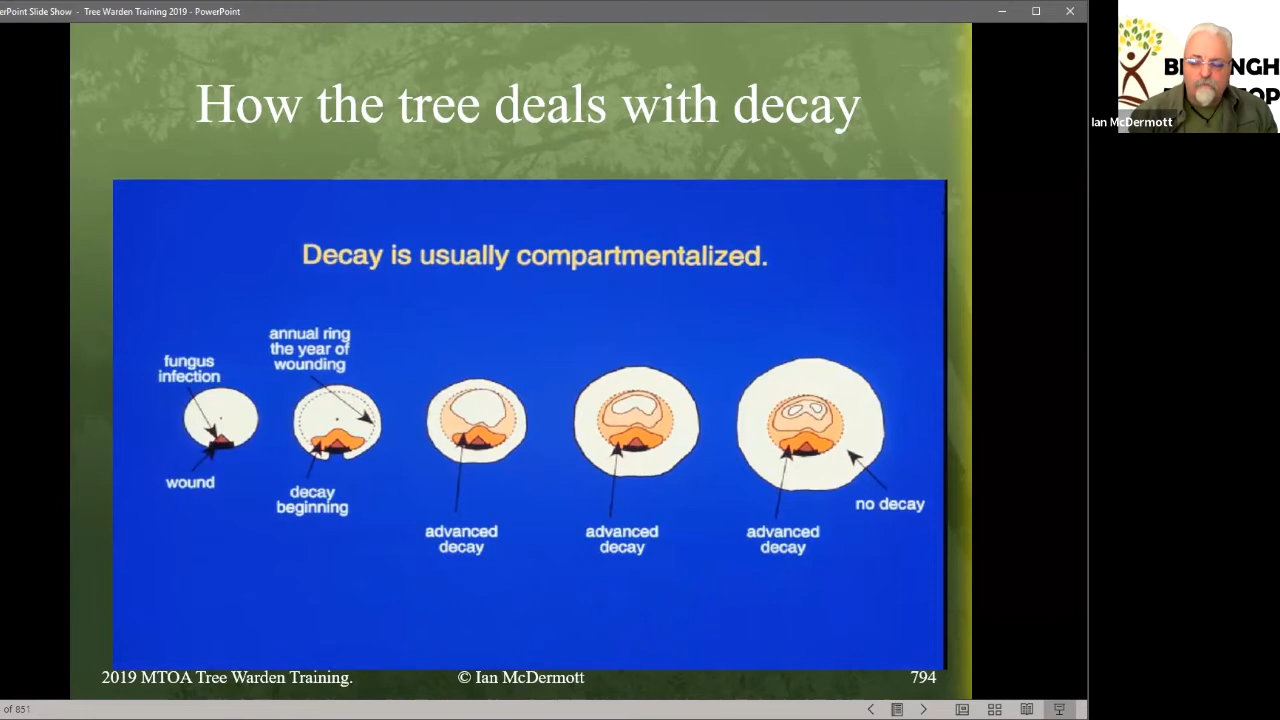 erPoint Slide Show - Tree Warden Training 2019 - PowerPoint
How the tree deals with decay
Decay is usually compartmentalized.
fungus
infection
annual ring
the year of
wounding
wound
decay
beginning
advanced
decay
advanced
decay
advanced
decay
no decay
2019 MTOA Tree Warden Training.
© Ian McDermott
794
of 851
Ian McDermott